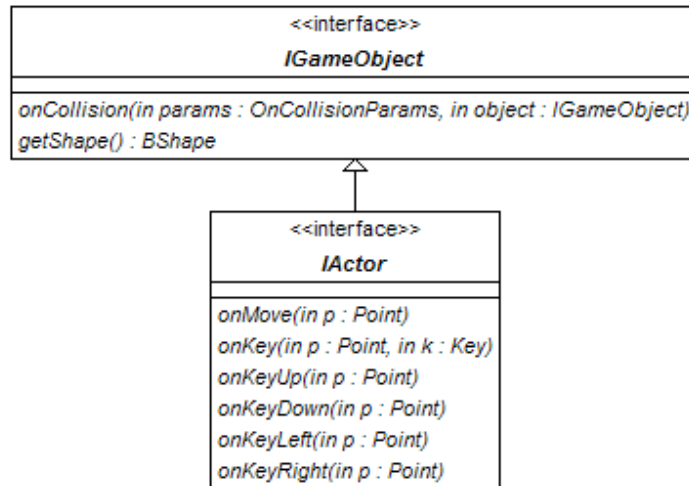 <<interface>>
IGameObject
onCollision(in params : OnCollisionParams, in object : IGameObject)
getShape() : BShape
<<interface>>
IActor
onMove(in p : Point)
onKey(in p : Point, in k : Key)
onKeyUp(in p : Point)
onKeyDown(in p : Point)
onKeyLeft(in p : Point)
onKeyRight(in p : Point)